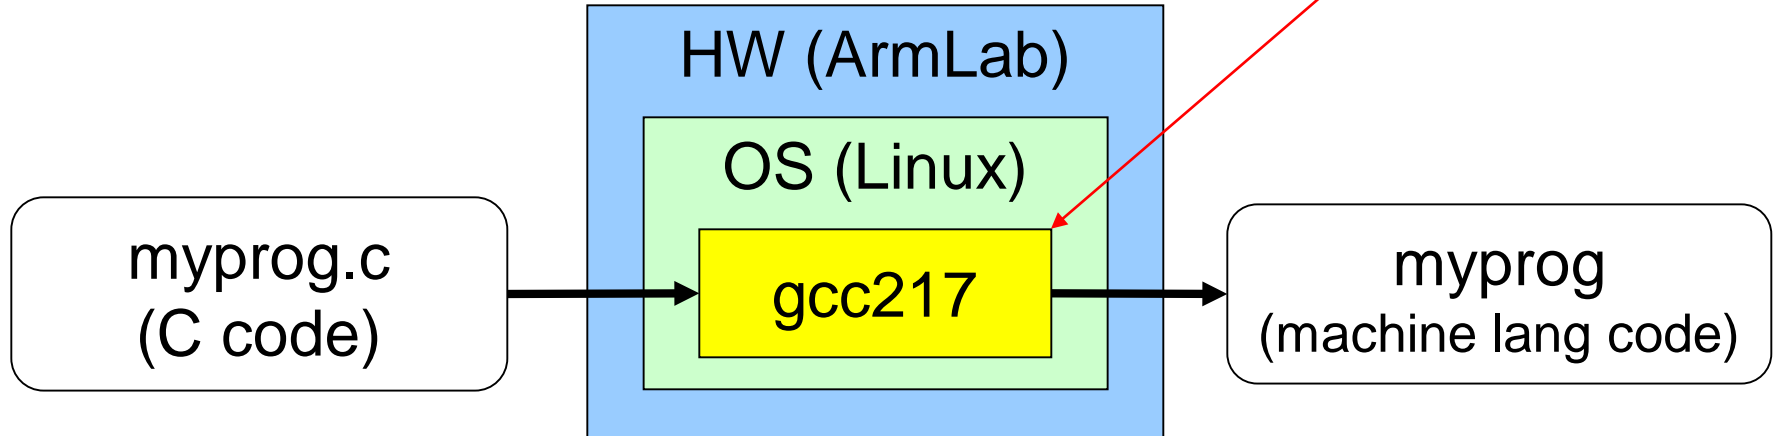 HW (ArmLab)
OS (Linux)
myprog.c
(C code)
gcc217
myprog
(machine lang code)